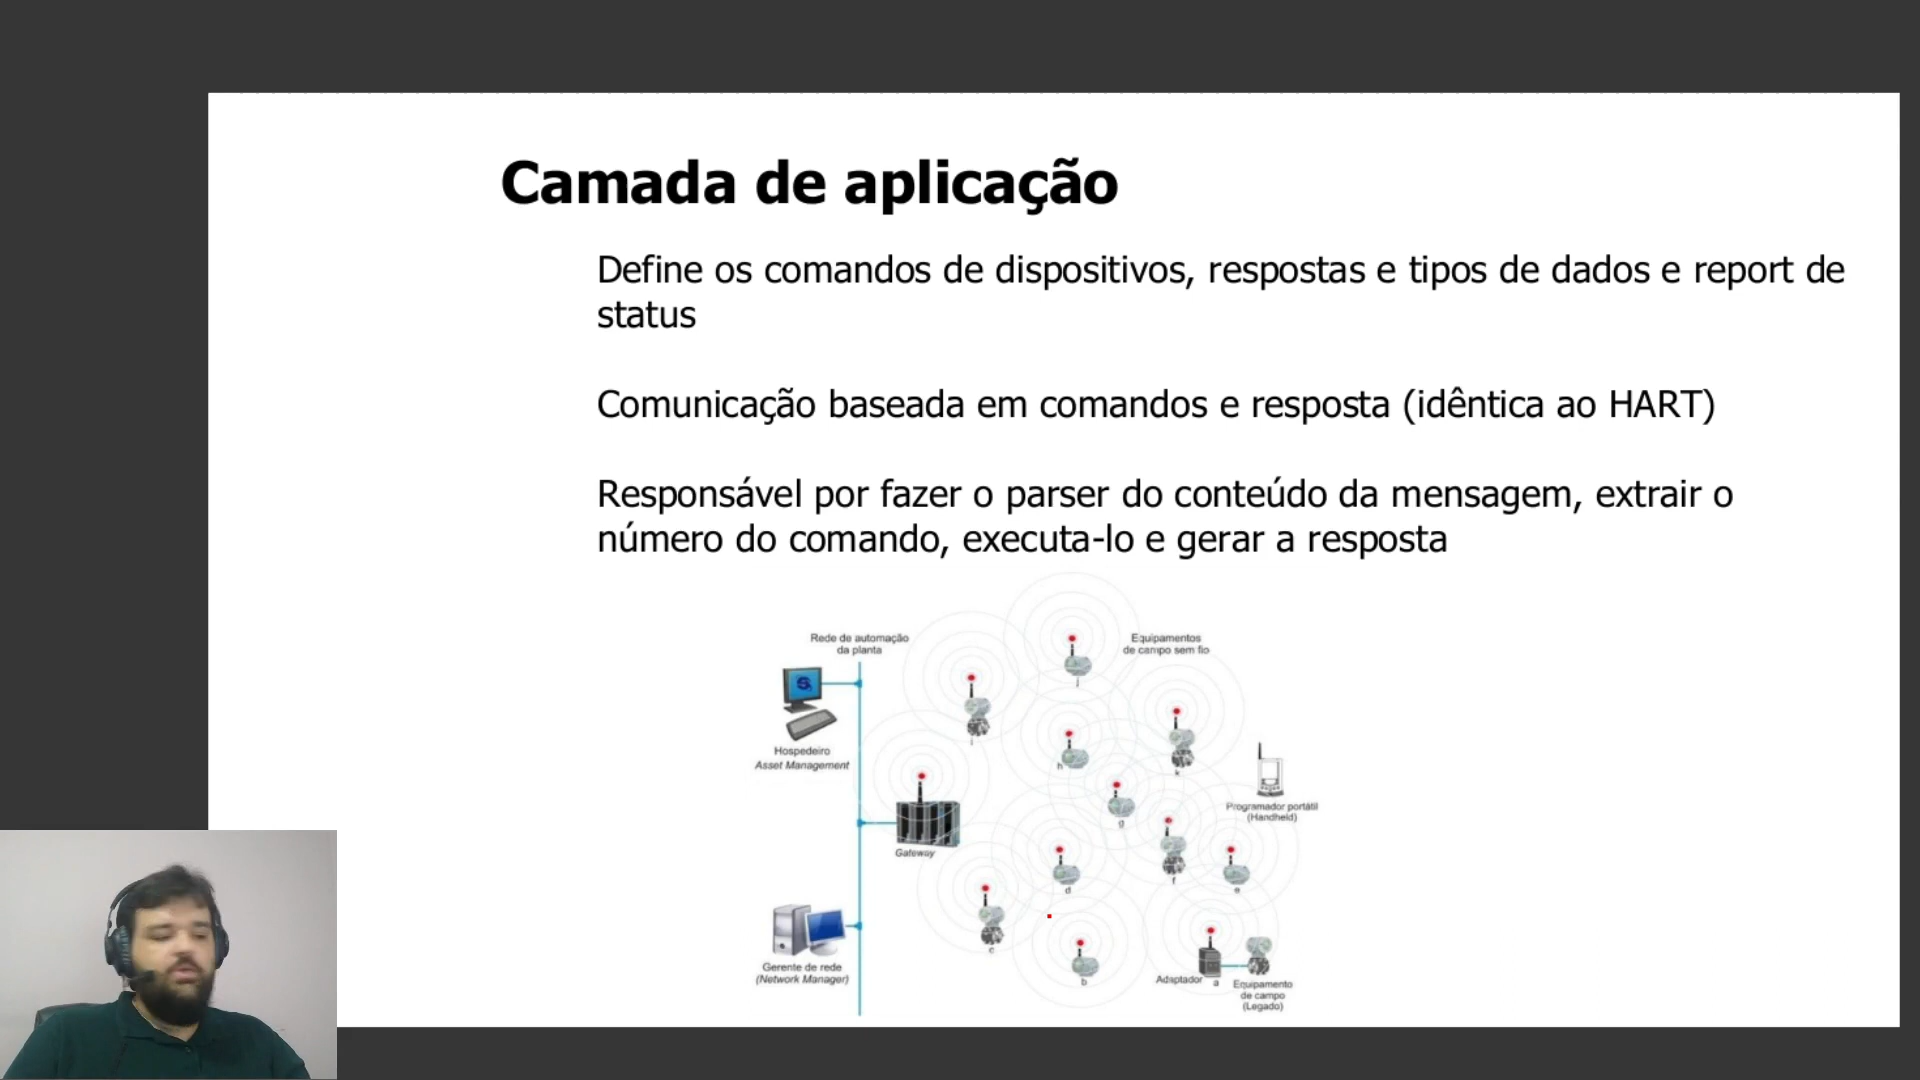 Camada de aplicação
Define os comandos de dispositivos, respostas e tipos de dados e report de
status
Comunicação baseada em comandos e resposta (idêntica ao HART)
Responsável por fazer o parser do conteúdo da mensagem, extrair o
número do comando, executa-lo e gerar a resposta
Rede de automação
da planta
Equipamentos
de campo sem fio
j
i
Hospedeiro
Asset Management
h
k
Programador portátil
(Handheld)
g
Gateway
d
f
e
c
Gerente de rede
(Network Manager)
b
Adaptador
a
Equipamento
de campo
(Legado)